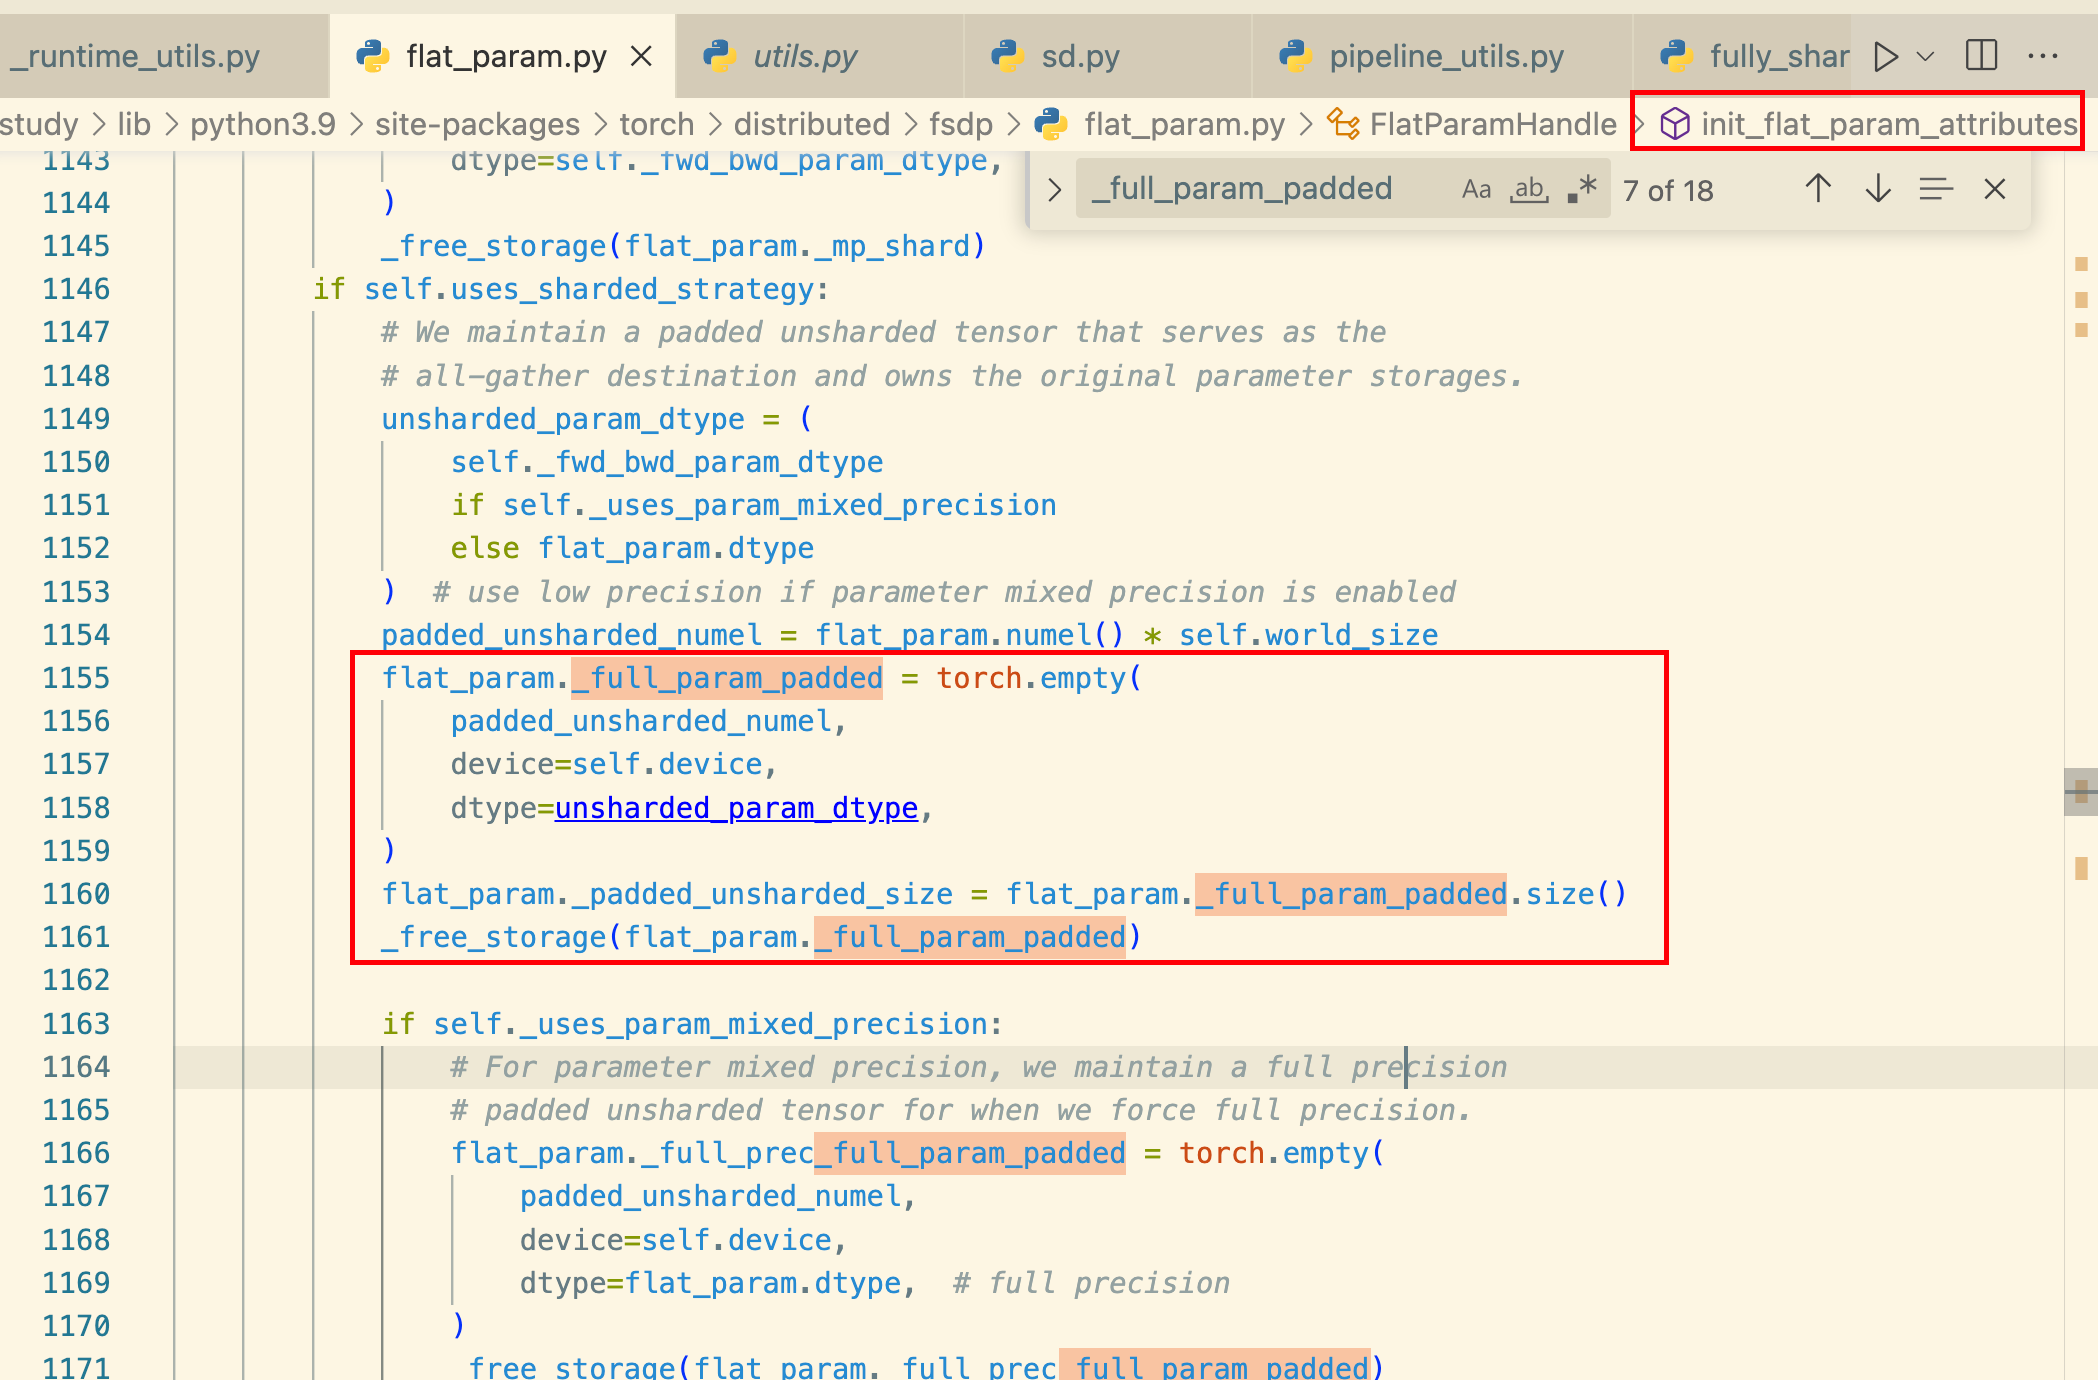 _runtime_utils.py flat_param.py utils.py sd.py pipeline_utils.py fully_shar
study > lib > python3.9 > site-packages > torch > distributed > fsdp > flat_param.py > FlatParamHandle > init_flat_param_attributes
_full_param_padded Aa ab .* 7 of 18
1143 dtype=self._fwd_bwd_param_dtype,
1144 )
1145 _free_storage(flat_param._mp_shard)
1146 if self.uses_sharded_strategy:
1147 # We maintain a padded unsharded tensor that serves as the
1148 # all-gather destination and owns the original parameter storages.
1149 unsharded_param_dtype = (
1150 self._fwd_bwd_param_dtype
1151 if self._uses_param_mixed_precision
1152 else flat_param.dtype
1153 ) # use low precision if parameter mixed precision is enabled
1154 padded_unsharded_numel = flat_param.numel() * self.world_size
1155 flat_param._full_param_padded = torch.empty(
1156 padded_unsharded_numel,
1157 device=self.device,
1158 dtype=unsharded_param_dtype,
1159 )
1160 flat_param._padded_unsharded_size = flat_param._full_param_padded.size()
1161 _free_storage(flat_param._full_param_padded)
1162
1163 if self._uses_param_mixed_precision:
1164 # For parameter mixed precision, we maintain a full precision
1165 # padded unsharded tensor for when we force full precision.
1166 flat_param._full_prec_full_param_padded = torch.empty(
1167 padded_unsharded_numel,
1168 device=self.device,
1169 dtype=flat_param.dtype, # full precision
1170 )
1171 _free_storage(flat_param._full_prec_full_param_padded)